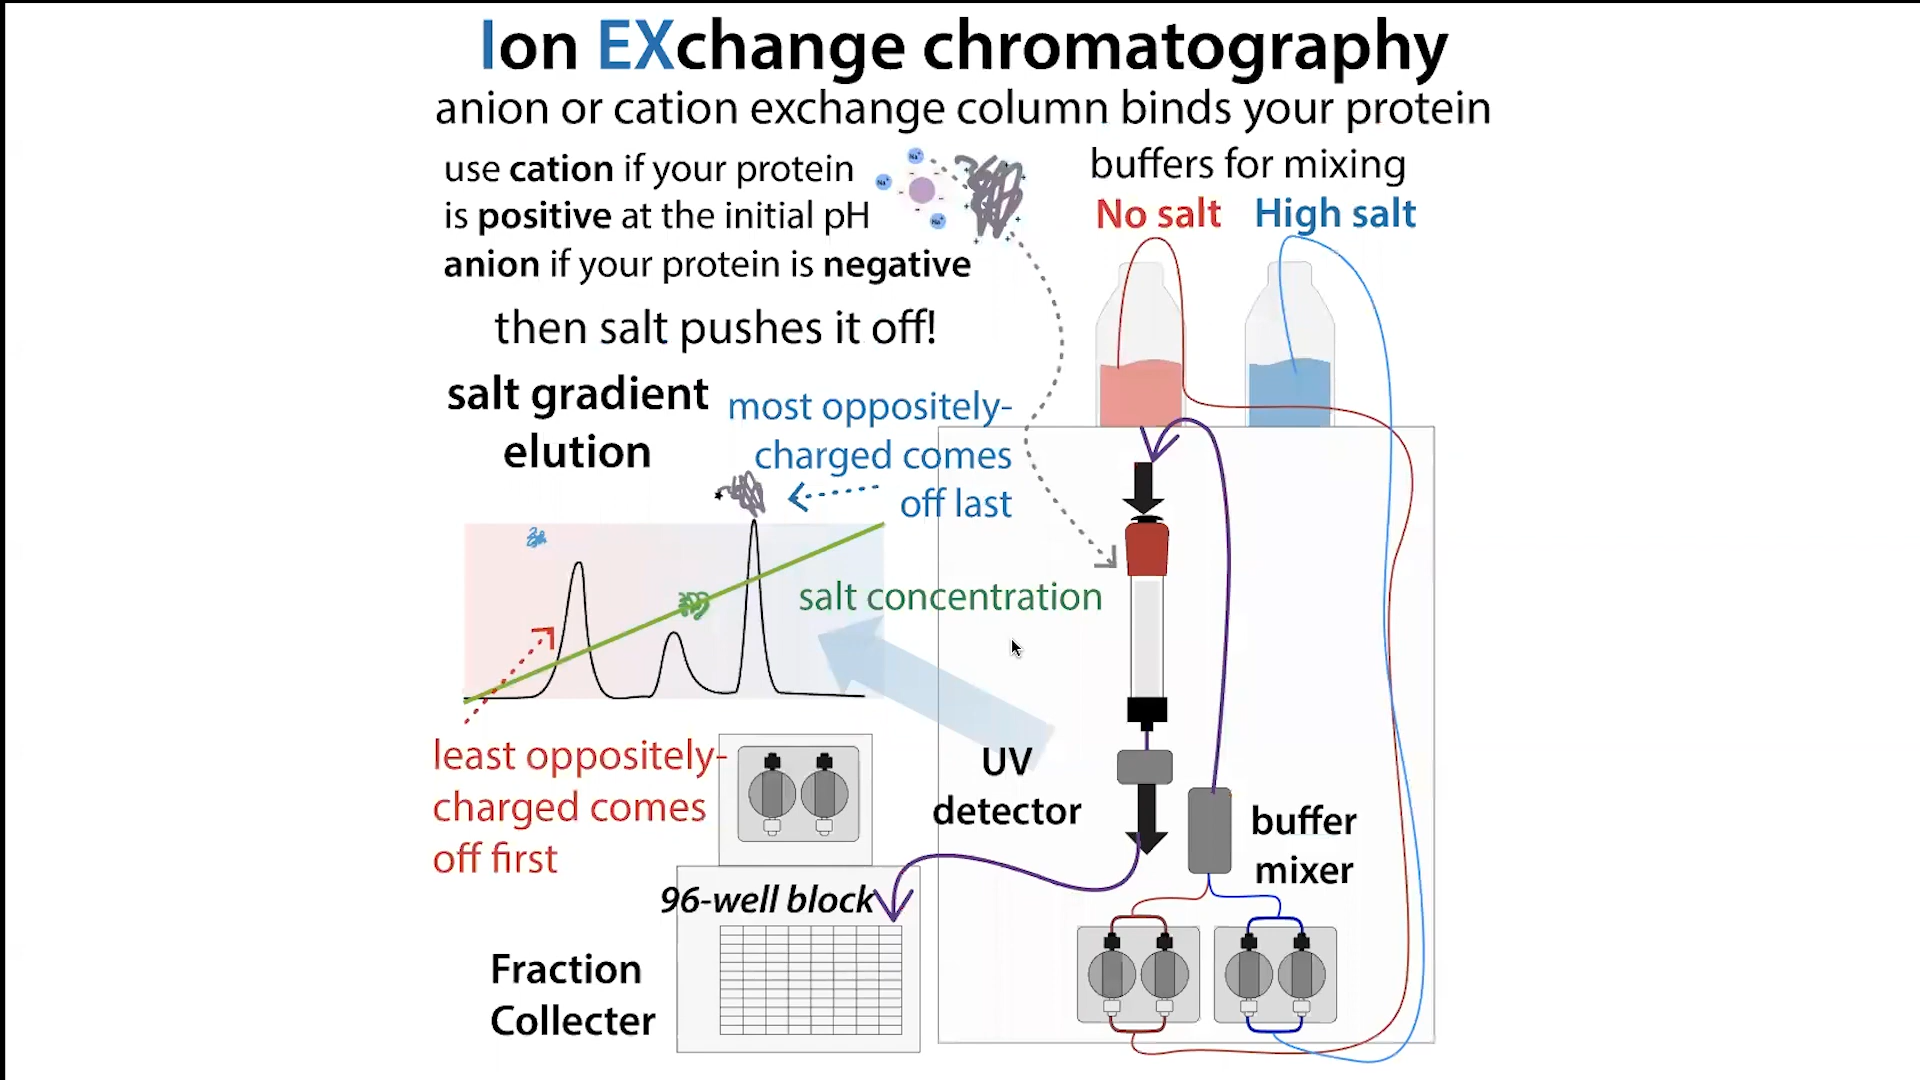 Ion EXchange chromatography
anion or cation exchange column binds your protein
use cation if your protein
is positive at the initial pH
anion if your protein is negative
then salt pushes it off!
Na+
Na+
Na+
buffers for mixing
No salt High salt
salt gradient
elution
most oppositely-
charged comes
off last
salt concentration
least oppositely-
charged comes
off first
UV
detector
buffer
mixer
96-well block
Fraction
Collecter